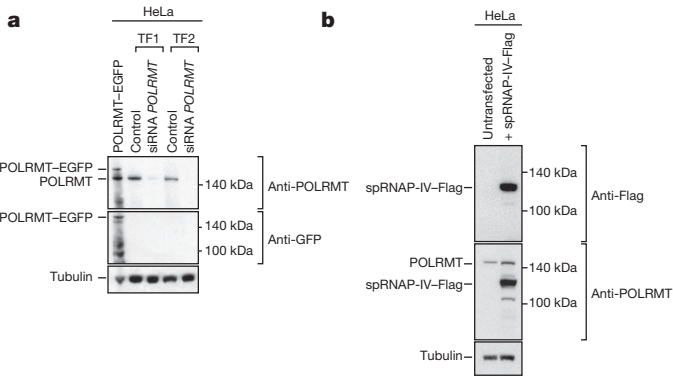 a
HeLa
TF1
TF2
POLRMT–EGFP
Control
siRNA POLRMT
Control
siRNA POLRMT
POLRMT–EGFP
POLRMT
140 kDa
Anti-POLRMT
POLRMT–EGFP
140 kDa
100 kDa
Anti-GFP
Tubulin
b
HeLa
Untransfected
+ spRNAP-IV–Flag
spRNAP-IV–Flag
140 kDa
100 kDa
Anti-Flag
POLRMT
spRNAP-IV–Flag
140 kDa
100 kDa
Anti-POLRMT
Tubulin